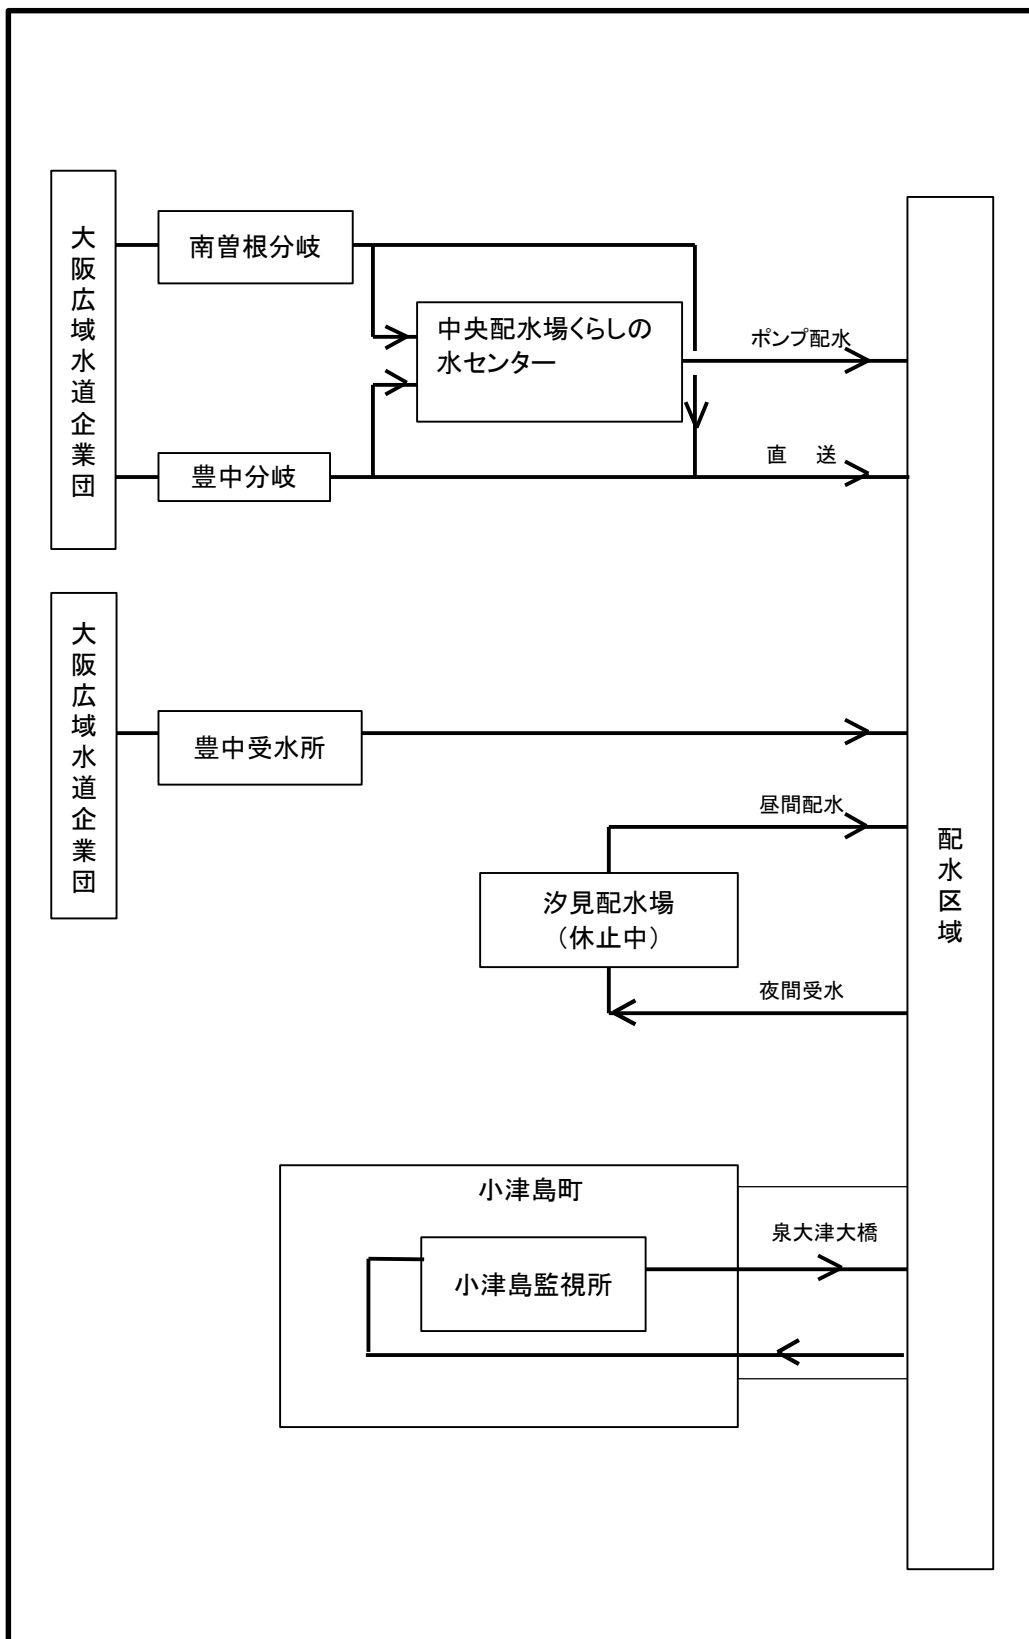 大阪広域水道企業団
南曽根分岐
中央配水場くらしの
水センター
ポンプ配水
豊中分岐
直　送
大阪広域水道企業団
豊中受水所
昼間配水
汐見配水場
（休止中）
夜間受水
配水区域
小津島町
泉大津大橋
小津島監視所